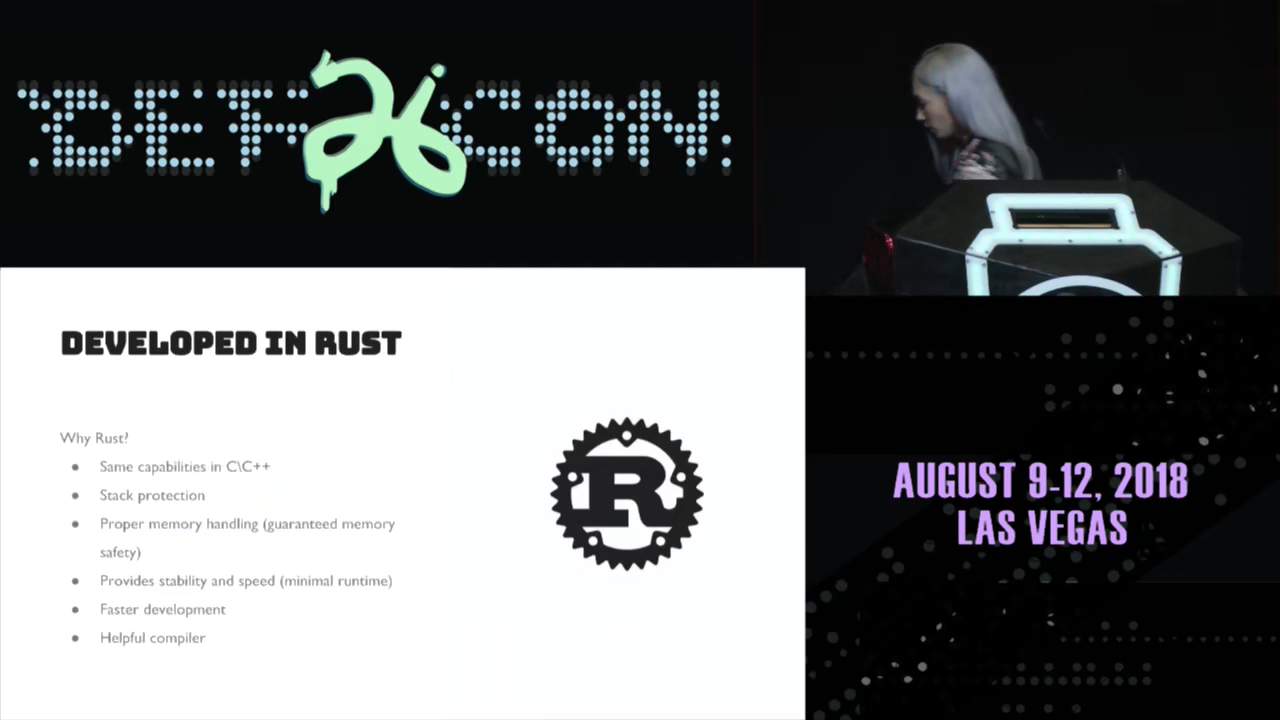 DEF CON 26
DEVELOPED IN RUST
Why Rust?
• Same capabilities in C\C++
• Stack protection
• Proper memory handling (guaranteed memory
safety)
• Provides stability and speed (minimal runtime)
• Faster development
• Helpful compiler
R
AUGUST 9-12, 2018
LAS VEGAS